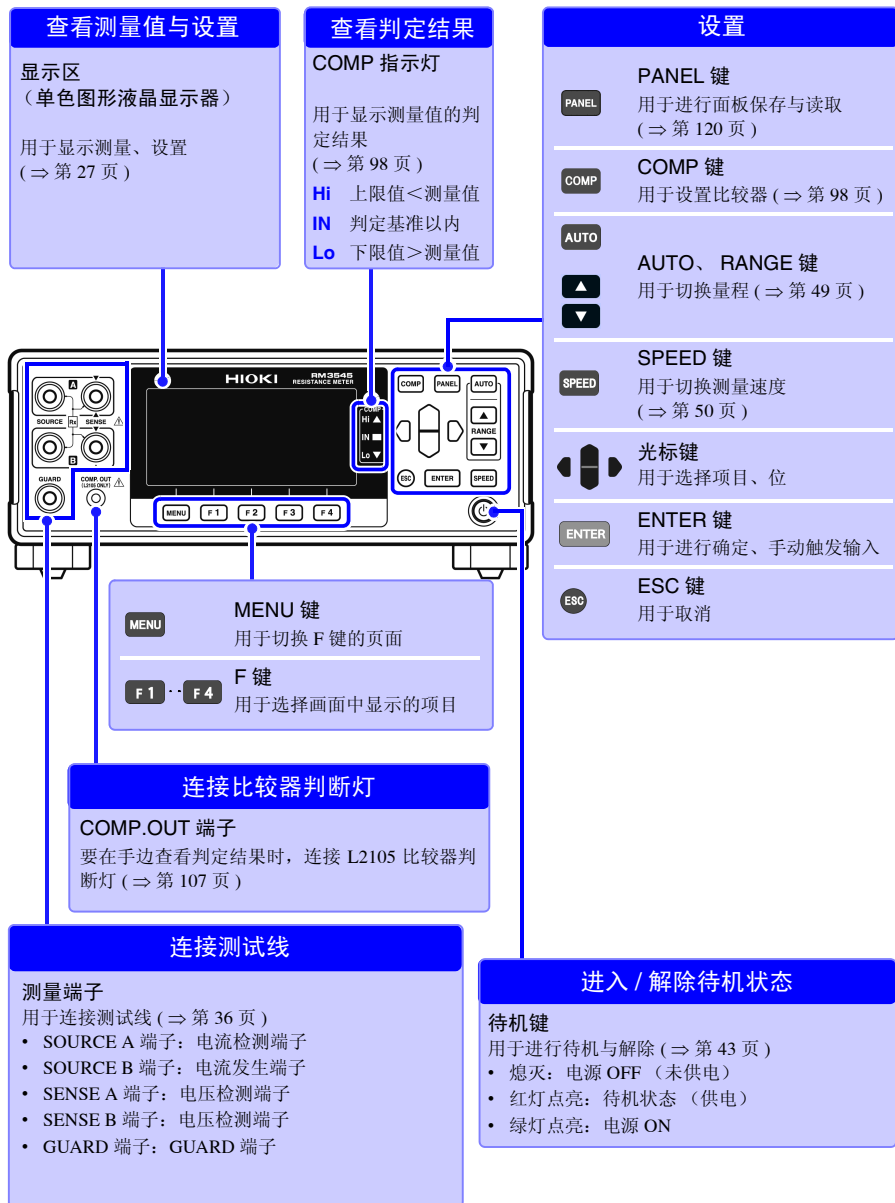 查看测量值与设置
显示区
（单色图形液晶显示器）
用于显示测量、设置
( ⇒ 第 27 页 )
查看判定结果
COMP 指示灯
用于显示测量值的判
定结果
( ⇒ 第 98 页 )
Hi 上限值＜测量值
IN 判定基准以内
Lo 下限值＞测量值
设置
PANEL
PANEL 键
用于进行面板保存与读取
( ⇒ 第 120 页 )
COMP
COMP 键
用于设置比较器 ( ⇒ 第 98 页 )
AUTO
▲
▼
AUTO、 RANGE 键
用于切换量程 ( ⇒ 第 49 页 )
SPEED
SPEED 键
用于切换测量速度
( ⇒ 第 50 页 )
光标键
用于选择项目、位
ENTER
ENTER 键
用于进行确定、手动触发输入
ESC
ESC 键
用于取消
HIOKI
RM3545
RESISTANCE METER
A
SOURCE Rx SENSE
B
GUARD
COMP. OUT
(L2105 ONLY)
COMP
Hi ▲
IN ■
Lo ▼
COMP PANEL AUTO
▲
RANGE
▼
ESC ENTER SPEED
MENU F 1 F 2 F 3 F 4
MENU
MENU 键
用于切换 F 键的页面
F 1 ·· F 4
F 键
用于选择画面中显示的项目
连接比较器判断灯
COMP.OUT 端子
要在手边查看判定结果时，连接 L2105 比较器判
断灯 ( ⇒ 第 107 页 )
连接测试线
测量端子
用于连接测试线 ( ⇒ 第 36 页 )
• SOURCE A 端子：电流检测端子
• SOURCE B 端子：电流发生端子
• SENSE A 端子：电压检测端子
• SENSE B 端子：电压检测端子
• GUARD 端子：GUARD 端子
进入 / 解除待机状态
待机键
用于进行待机与解除 ( ⇒ 第 43 页 )
• 熄灭：电源 OFF （未供电）
• 红灯点亮：待机状态 （供电）
• 绿灯点亮：电源 ON